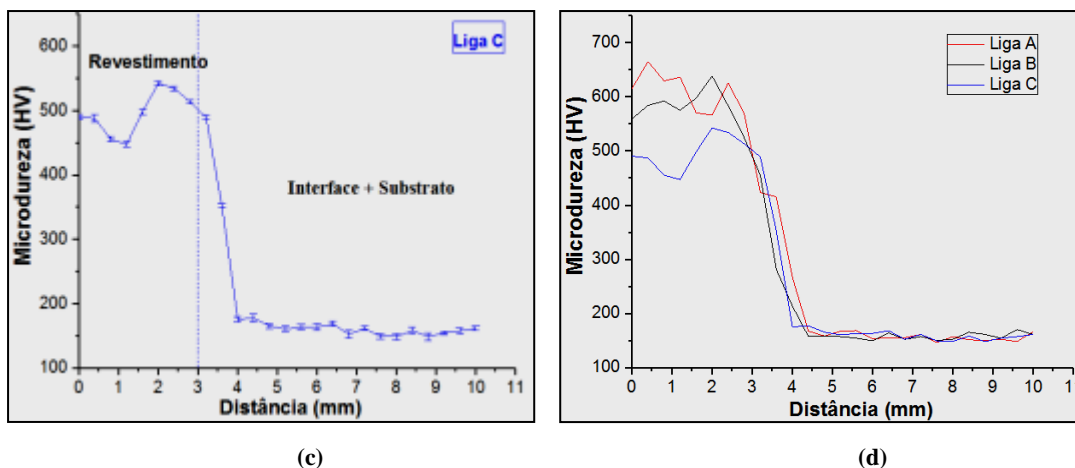 Liga C
Revestimento
Interface + Substrato
Microdureza (HV)
600
500
400
300
200
100
0 1 2 3 4 5 6 7 8 9 10 11
Distância (mm)
(c)
Liga A
Liga B
Liga C
Microdureza (HV)
700
600
500
400
300
200
100
0 1 2 3 4 5 6 7 8 9 10 11
Distância (mm)
(d)